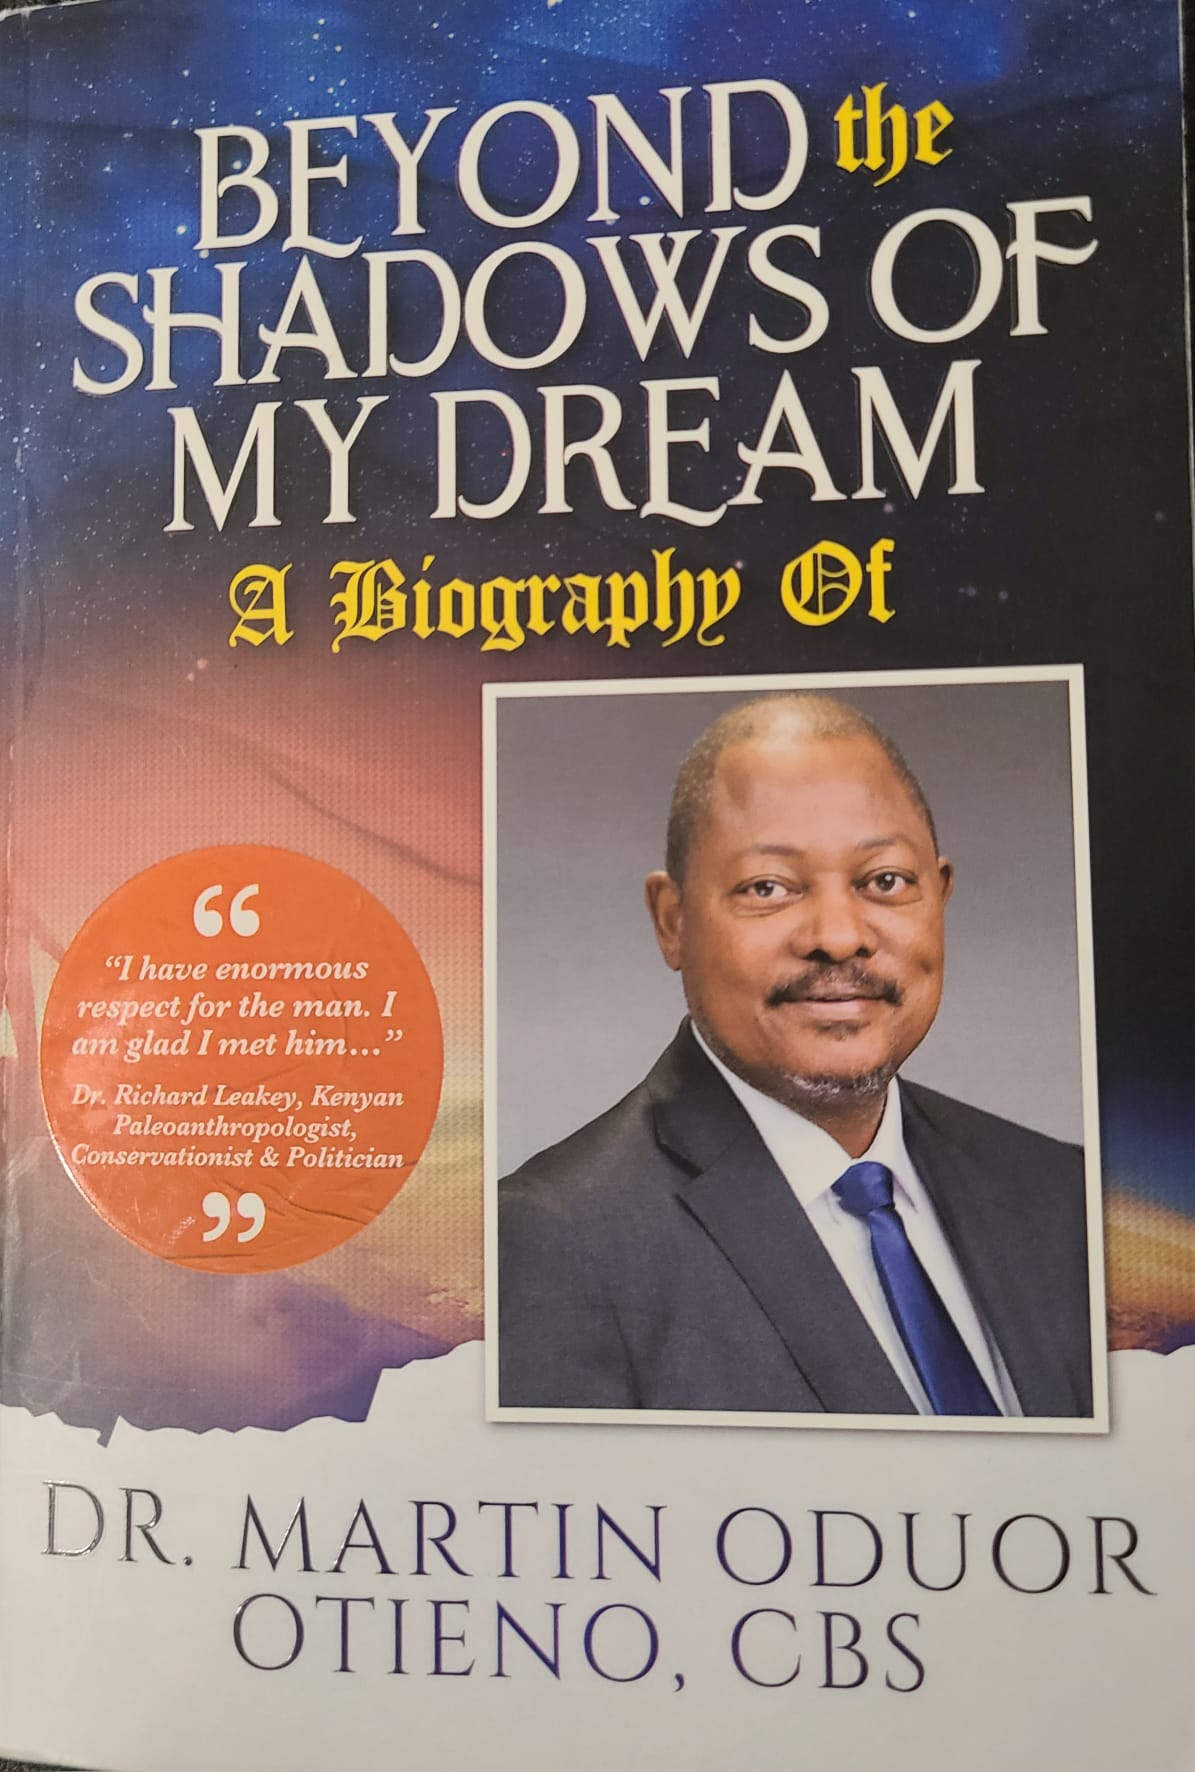 BEYOND the
SHADOWS OF
MY DREAM
A Biography Of
“
“I have enormous
respect for the man. I
am glad I met him...”
Dr. Richard Leakey, Kenyan
Paleoanthropologist,
Conservationist & Politician
”
DR. MARTIN ODUOR
OTIENO, CBS